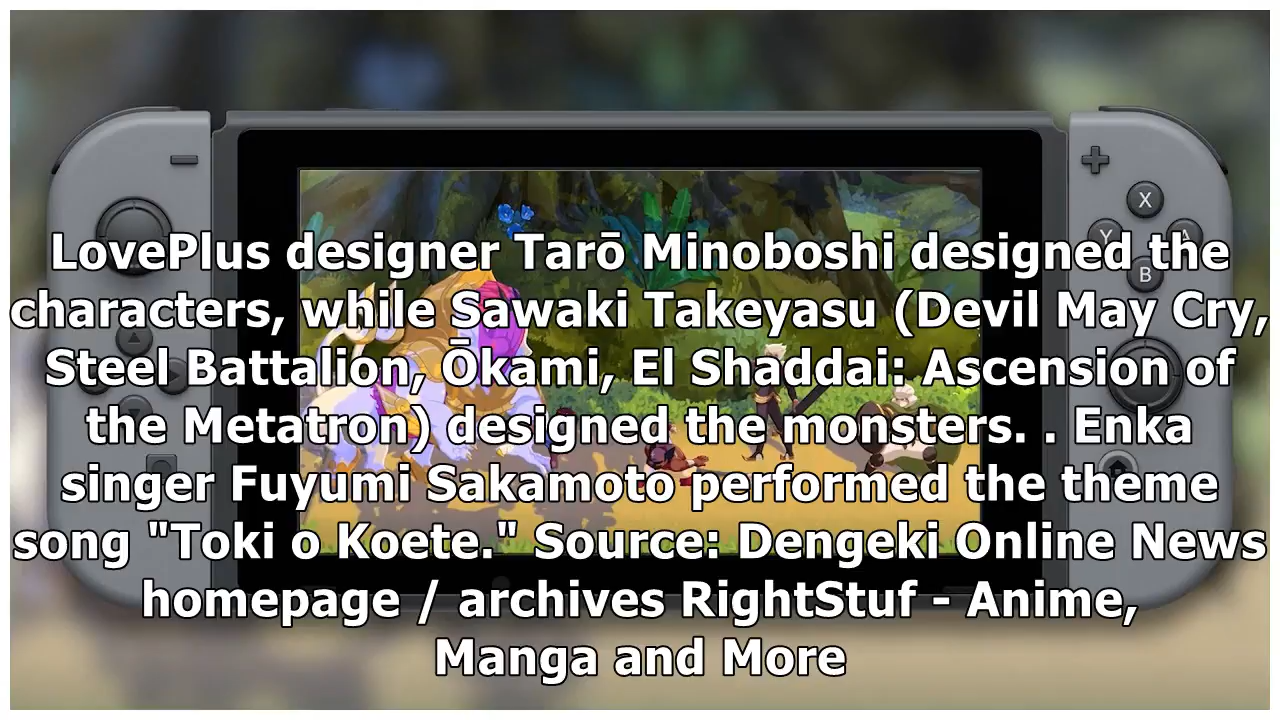 LovePlus designer Tarō Minoboshi designed the
characters, while Sawaki Takeyasu (Devil May Cry,
Steel Battalion, Ōkami, El Shaddai: Ascension of
the Metatron) designed the monsters. . Enka
singer Fuyumi Sakamoto performed the theme
song "Toki o Koete." Source: Dengeki Online News
homepage / archives RightStuf - Anime,
Manga and More
X
Y
A
B